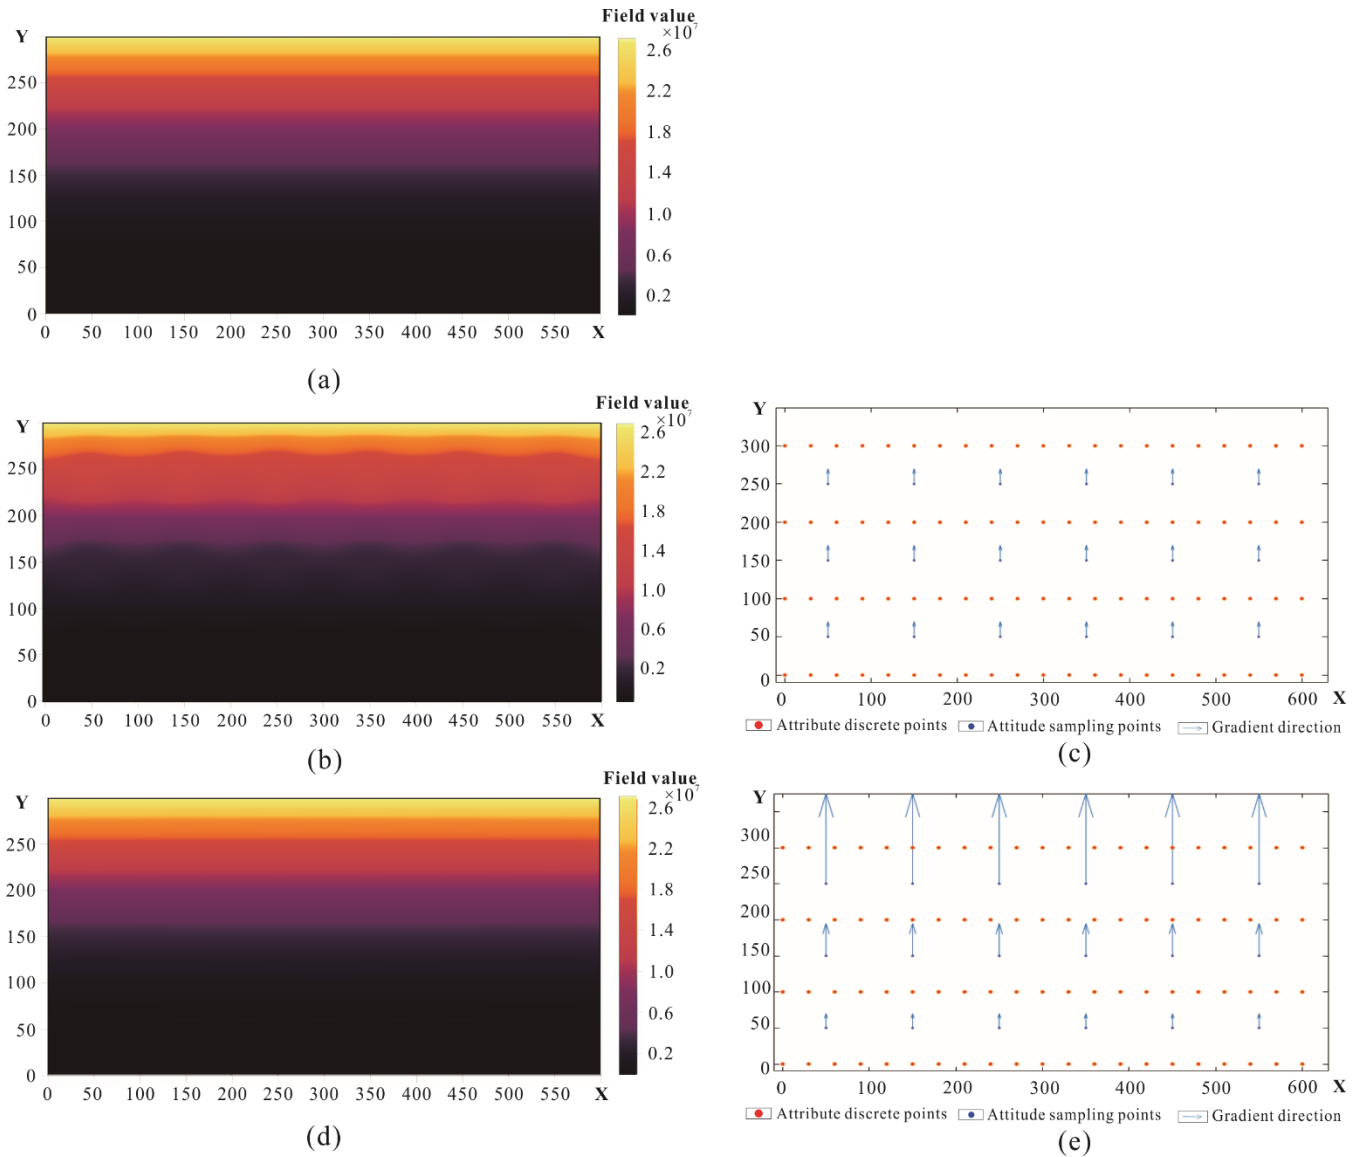 Field value
×10⁷
Y
2.6
250
2.2
200
1.8
150
1.4
100
1.0
50
0.6
0
0.2
0 50 100 150 200 250 300 350 400 450 500 550 X
(a)
Field value
×10⁷
2.6
Y
250
2.2
200
1.8
150
1.4
100
1.0
50
0.6
0
0.2
0 50 100 150 200 250 300 350 400 450 500 550 X
(b)
Y
300
250
200
150
100
50
0
0 100 200 300 400 500 600 X
Attribute discrete points Attitude sampling points Gradient direction
(c)
Field value
×10⁷
2.6
Y
250
2.2
200
1.8
150
1.4
100
1.0
50
0.6
0
0.2
0 50 100 150 200 250 300 350 400 450 500 550 X
(d)
Y
300
250
200
150
100
50
0
0 100 200 300 400 500 600 X
Attribute discrete points Attitude sampling points Gradient direction
(e)